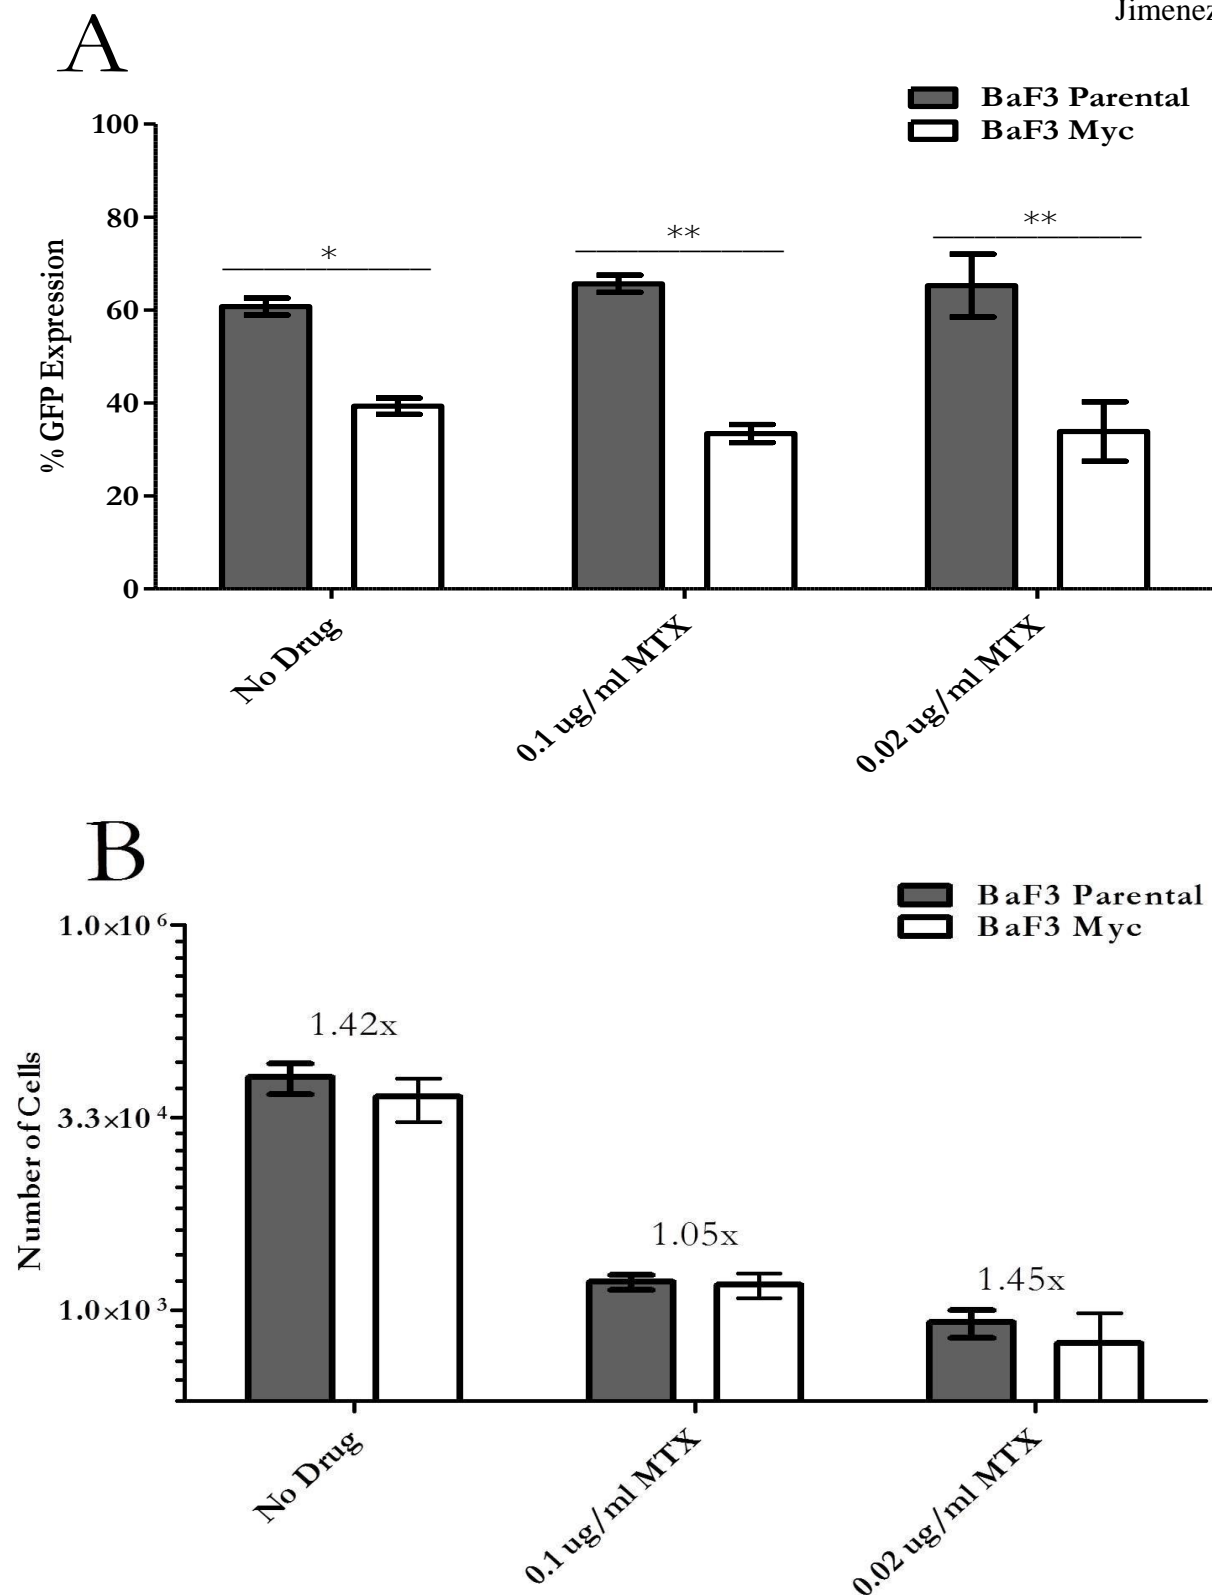 Jimenez
A
BaF3 Parental
BaF3 Myc
100
80
60
40
20
0
% GFP Expression
*
**
**
No Drug
0.1 ug/ml MTX
0.02 ug/ml MTX
B
BaF3 Parental
BaF3 Myc
1.0×10⁶
3.3×10⁴
1.0×10³
Number of Cells
1.42x
1.05x
1.45x
No Drug
0.1 ug/ml MTX
0.02 ug/ml MTX